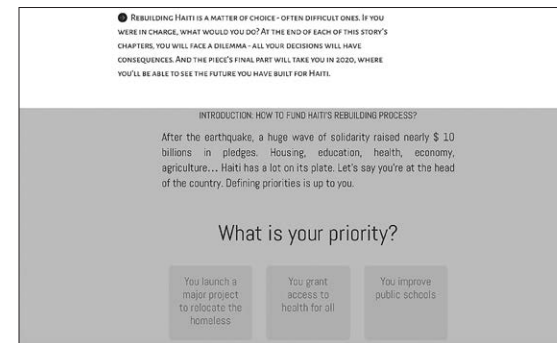 REBUILDING HAITI IS A MATTER OF CHOICE - OFTEN DIFFICULT ONES. IF YOU
WERE IN CHARGE, WHAT WOULD YOU DO? AT THE END OF EACH OF THIS STORY'S
CHAPTERS, YOU WILL FACE A DILEMMA - ALL YOUR DECISIONS WILL HAVE
CONSEQUENCES. AND THE PIECE'S FINAL PART WILL TAKE YOU IN 2020, WHERE
YOU'LL BE ABLE TO SEE THE FUTURE YOU HAVE BUILT FOR HAITI.
INTRODUCTION: HOW TO FUND HAITI'S REBUILDING PROCESS?
After the earthquake, a huge wave of solidarity raised nearly $ 10
billions in pledges. Housing, education, health, economy,
agriculture... Haiti has a lot on its plate. Let's say you're at the head
of the country. Defining priorities is up to you.
What is your priority?
You launch a
major project
to relocate the
homeless
You grant
access to
health for all
You improve
public schools